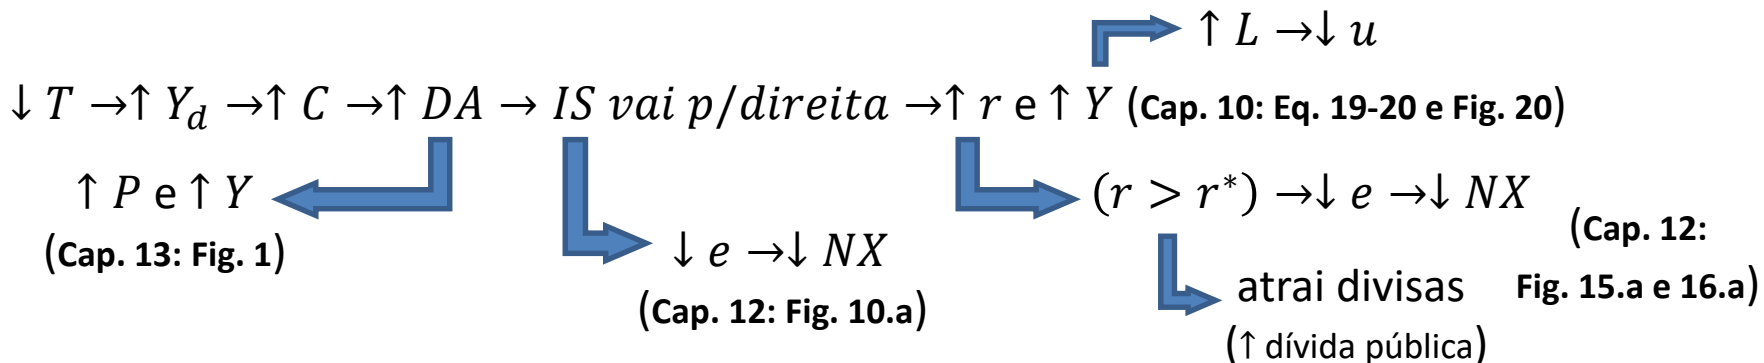 ↑ L →↓ u
↓ T →↑ Y_d →↑ C →↑ DA → IS vai p/direita →↑ r e ↑ Y (Cap. 10: Eq. 19-20 e Fig. 20)
↑ P e ↑ Y
(Cap. 13: Fig. 1)
↓ e →↓ NX
(Cap. 12: Fig. 10.a)
(r > r*) →↓ e →↓ NX
(Cap. 12:
Fig. 15.a e 16.a)
atrai divisas
(↑ dívida pública)